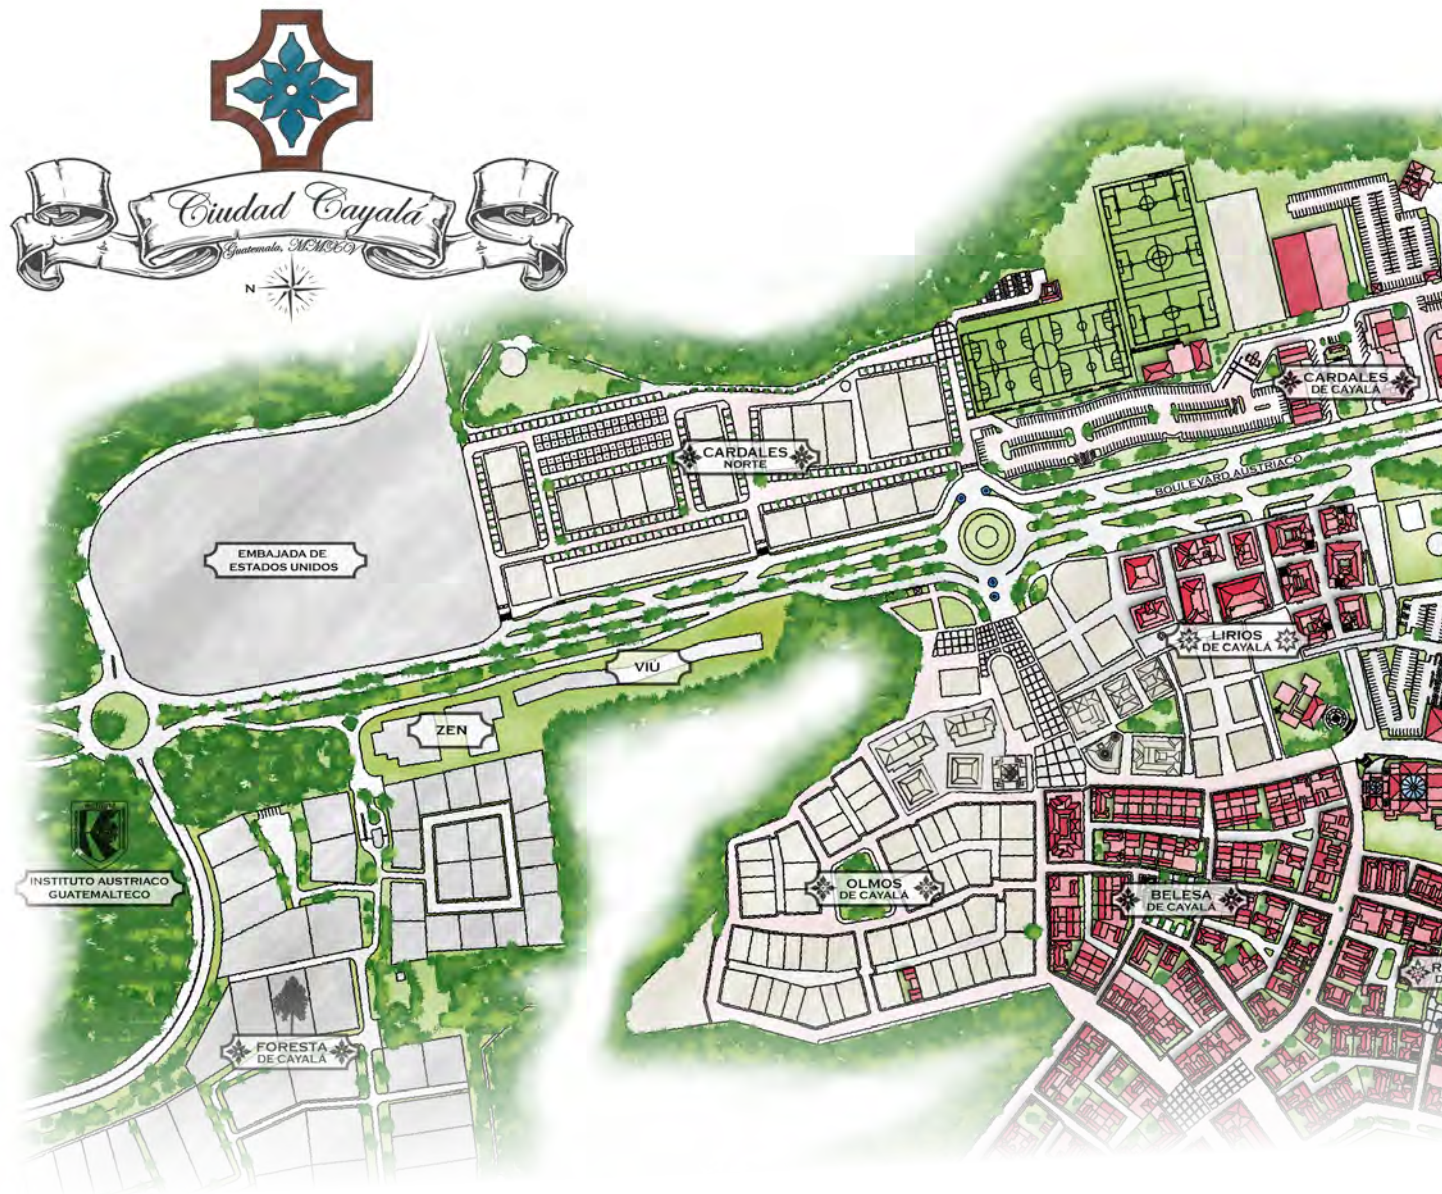 Ciudad Cayalá
Guatemala, MMXV
N
CARDALES
DE CAYALÁ
CARDALES
NORTE
BOULEVARD AUSTRIACO
EMBAJADA DE
ESTADOS UNIDOS
LIRIOS
DE CAYALÁ
VIÚ
ZEN
INSTITUTO AUSTRIACO
GUATEMALTECO
OLMOS
DE CAYALÁ
BELESA
DE CAYALÁ
FORESTA
DE CAYALÁ